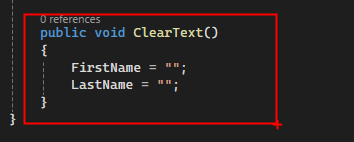 0 references
public void ClearText()
{
FirstName = "";
LastName = "";
}
}